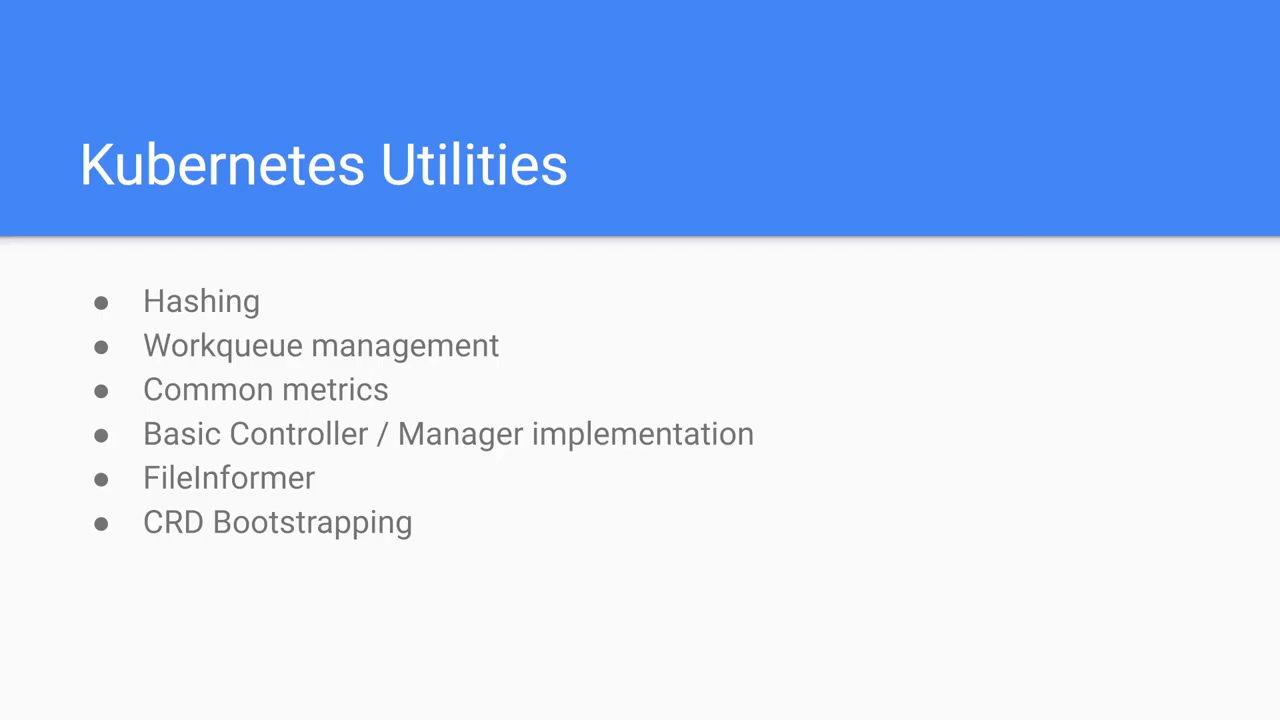 Kubernetes Utilities
● Hashing
● Workqueue management
● Common metrics
● Basic Controller / Manager implementation
● FileInformer
● CRD Bootstrapping